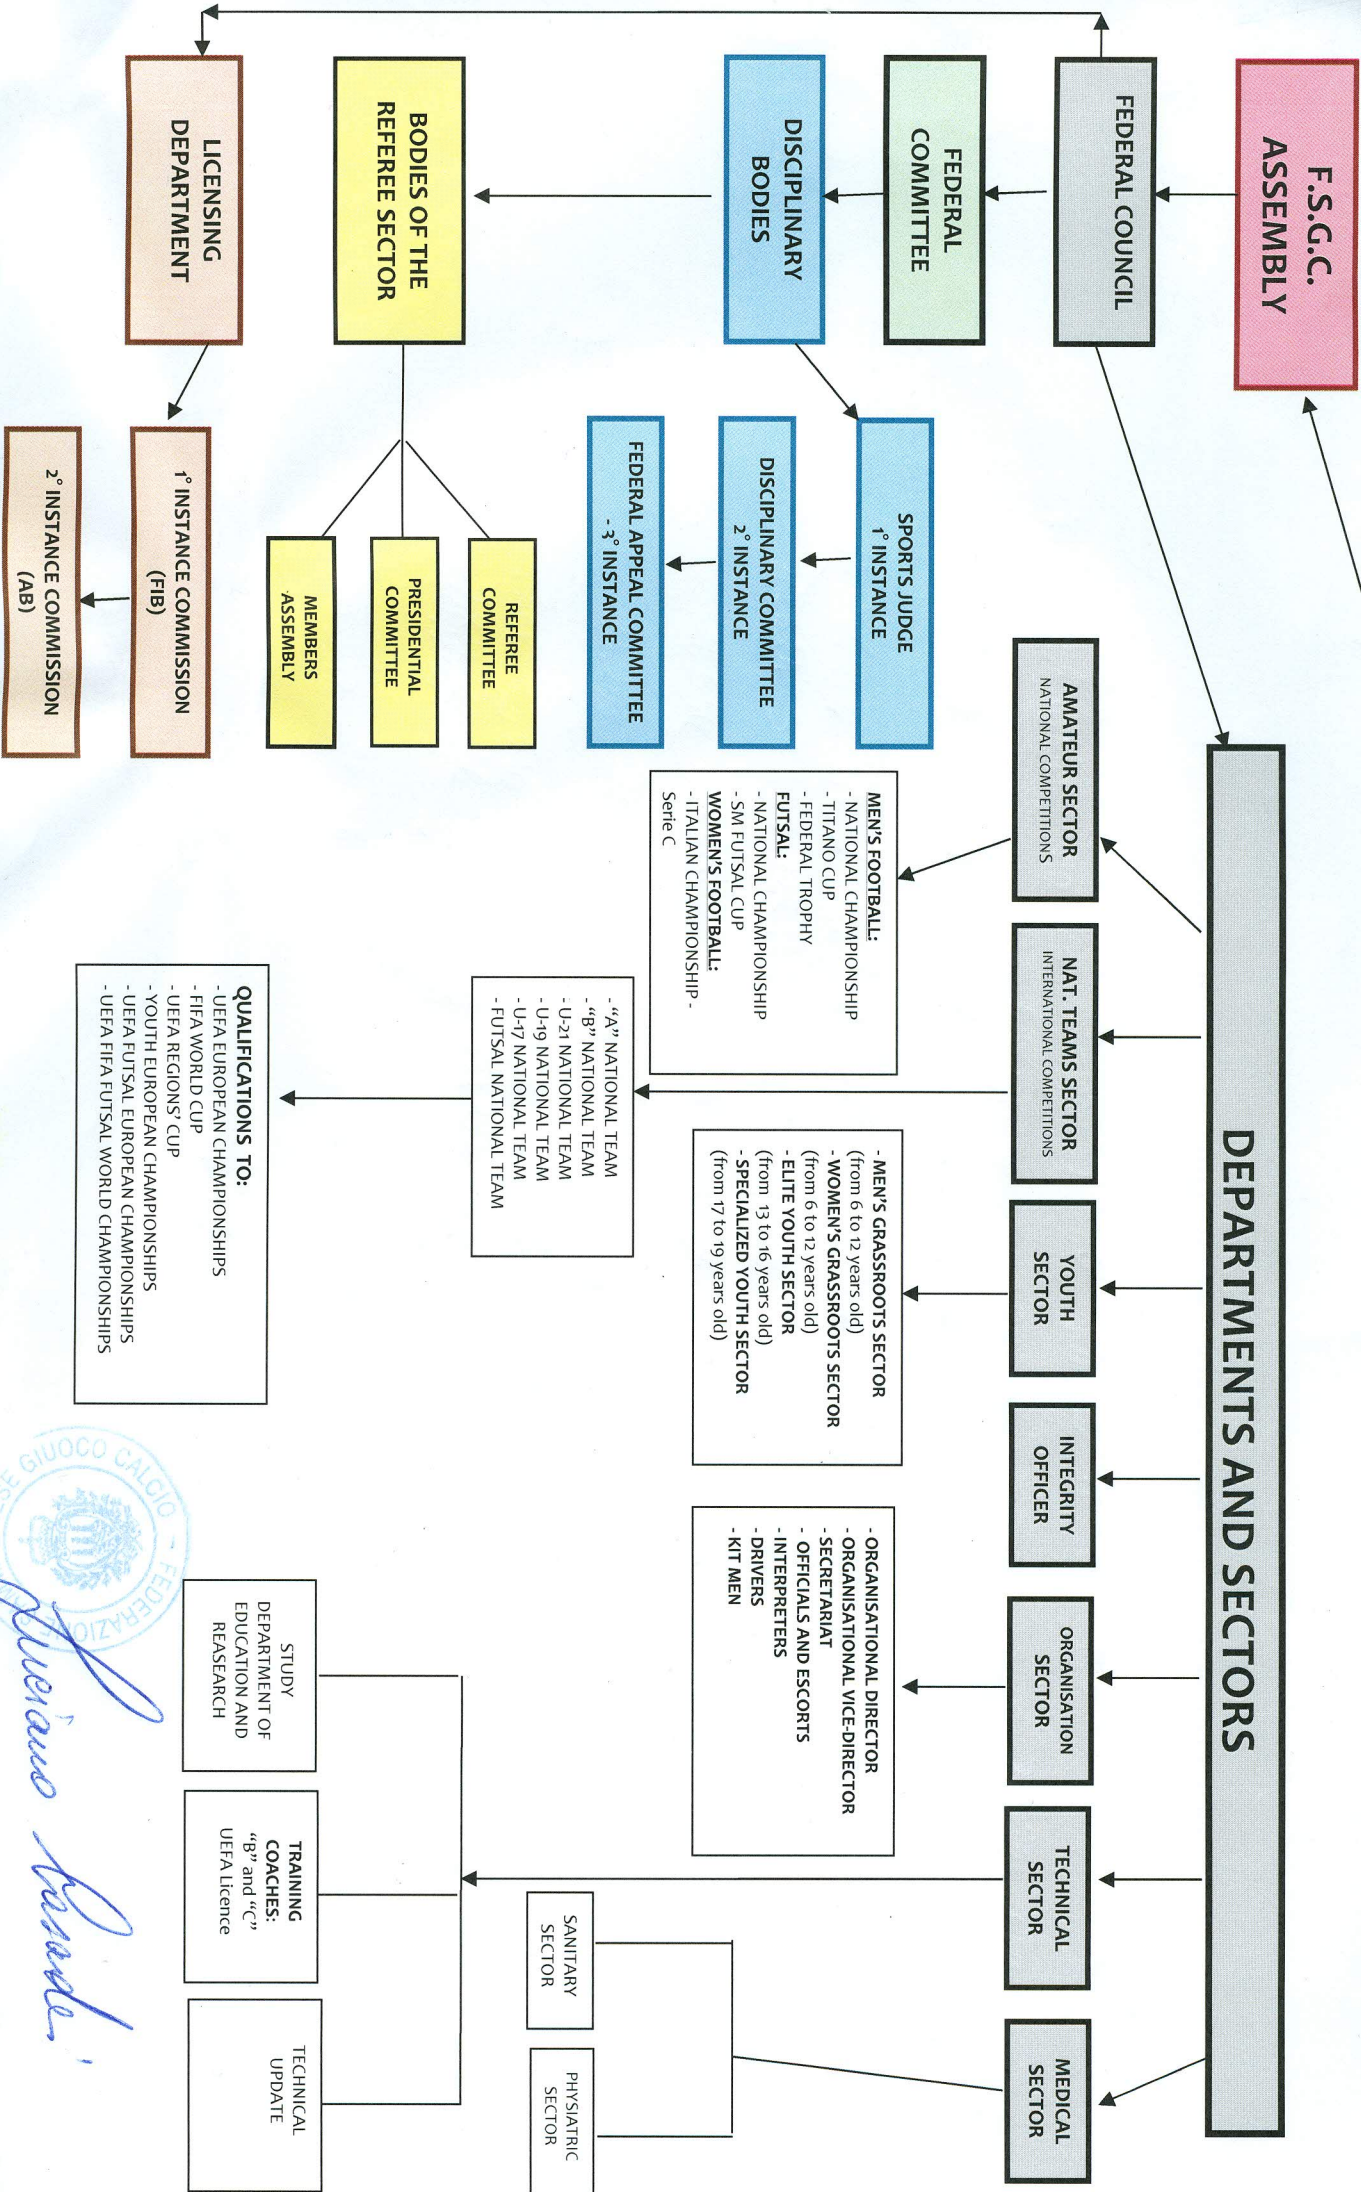 F.S.G.C.
ASSEMBLY
FEDERAL COUNCIL
FEDERAL
COMMITTEE
DISCIPLINARY
BODIES
BODIES OF THE
REFEREE SECTOR
LICENSING
DEPARTMENT
SPORTS JUDGE
1° INSTANCE
DISCIPLINARY COMMITTEE
2° INSTANCE
FEDERAL APPEAL COMMITTEE
- 3° INSTANCE
REFEREE
COMMITTEE
PRESIDENTIAL
COMMITTEE
MEMBERS
ASSEMBLY
1° INSTANCE COMMISSION
(FIB)
2° INSTANCE COMMISSION
(AB)
DEPARTMENTS AND SECTORS
AMATEUR SECTOR
NATIONAL COMPETITIONS
NAT. TEAMS SECTOR
INTERNATIONAL COMPETITIONS
YOUTH
SECTOR
INTEGRITY
OFFICER
ORGANISATION
SECTOR
TECHNICAL
SECTOR
MEDICAL
SECTOR
MEN'S FOOTBALL:
- NATIONAL CHAMPIONSHIP
- TITANO CUP
- FEDERAL TROPHY
FUTSAL:
- NATIONAL CHAMPIONSHIP
- SM FUTSAL CUP
WOMEN'S FOOTBALL:
- ITALIAN CHAMPIONSHIP -
Serie C
- "A" NATIONAL TEAM
- "B" NATIONAL TEAM
- U-21 NATIONAL TEAM
- U-19 NATIONAL TEAM
- U-17 NATIONAL TEAM
- FUTSAL NATIONAL TEAM
QUALIFICATIONS TO:
- UEFA EUROPEAN CHAMPIONSHIPS
- FIFA WORLD CUP
- UEFA REGIONS' CUP
- YOUTH EUROPEAN CHAMPIONSHIPS
- UEFA FUTSAL EUROPEAN CHAMPIONSHIPS
- UEFA FIFA FUTSAL WORLD CHAMPIONSHIPS
- MEN'S GRASSROOTS SECTOR
(from 6 to 12 years old)
- WOMEN'S GRASSROOTS SECTOR
(from 6 to 12 years old)
- ELITE YOUTH SECTOR
(from 13 to 16 years old)
- SPECIALIZED YOUTH SECTOR
(from 17 to 19 years old)
- ORGANISATIONAL DIRECTOR
- ORGANISATIONAL VICE-DIRECTOR
- SECRETARIAT
- OFFICIALS AND ESCORTS
- INTERPRETERS
- DRIVERS
- KIT MEN
SANITARY
SECTOR
PHYSIATRIC
SECTOR
STUDY
DEPARTMENT OF
EDUCATION AND
REASEARCH
TRAINING
COACHES:
"B" and "C"
UEFA Licence
TECHNICAL
UPDATE
GIUOCO CALCIO - FEDERAZIONE
Luciano